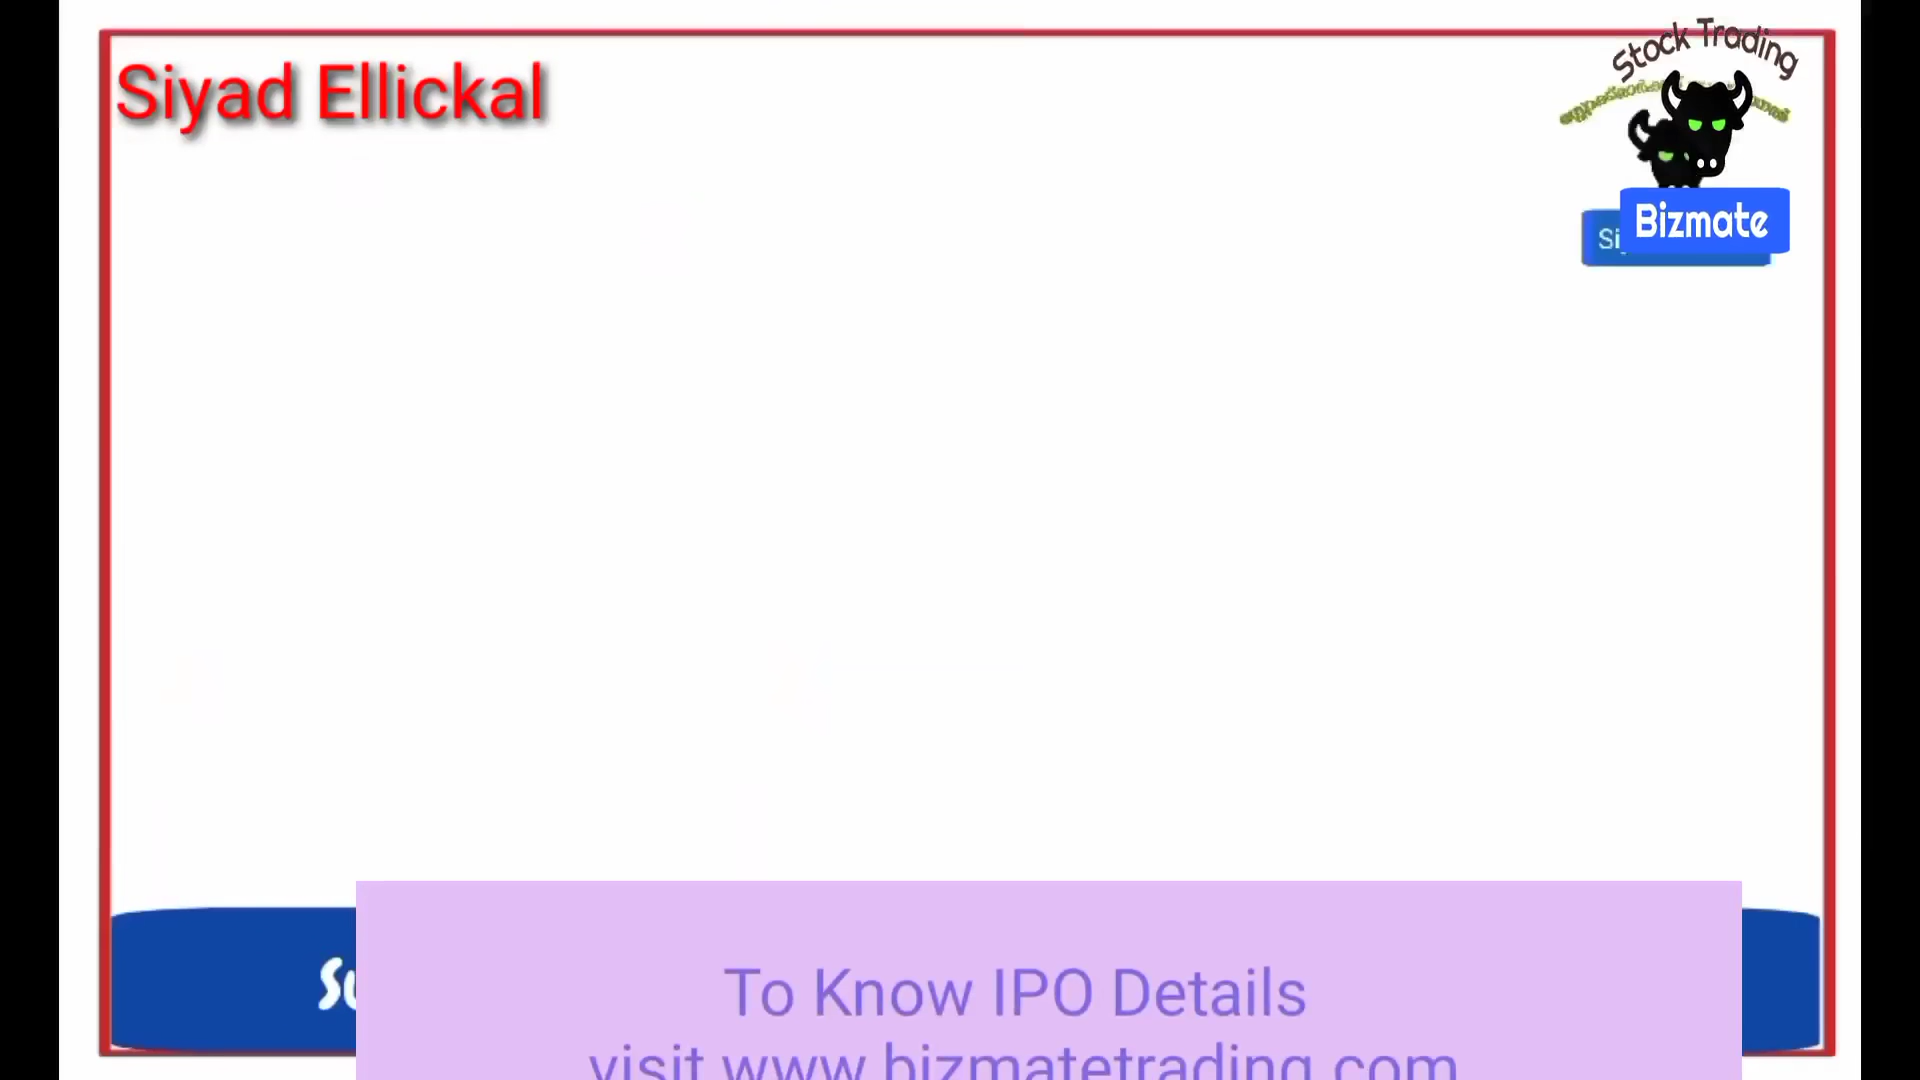 Siyad Ellickal
Stock Trading
Bizmate
To Know IPO Details
visit www.bizmatetrading.com